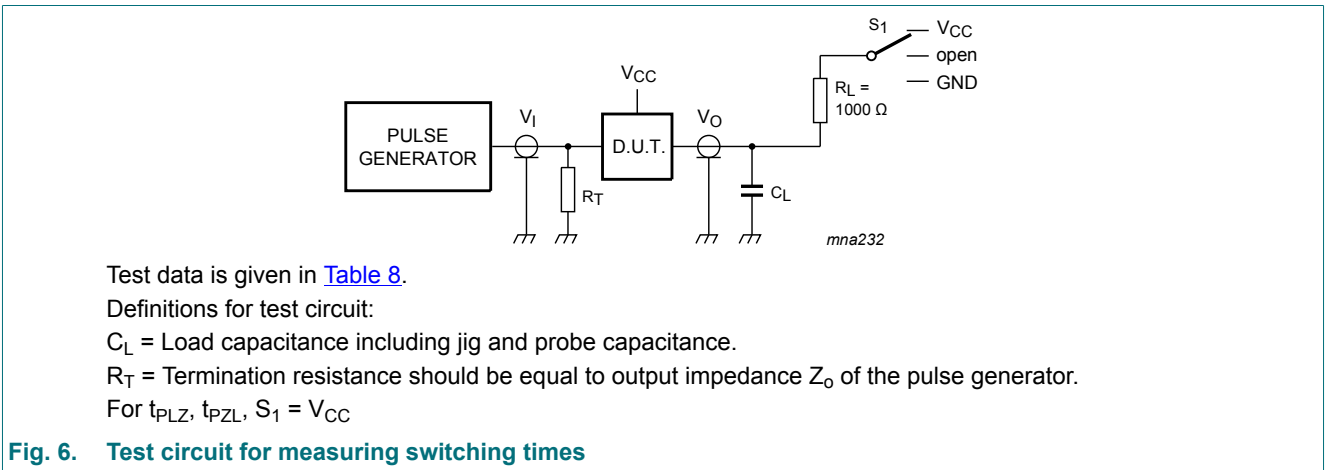 S1
VCC
open
GND
RL =
1000 Ω
VCC
PULSE
GENERATOR
VI
D.U.T.
VO
RT
CL
mna232
Test data is given in Table 8.
Definitions for test circuit:
CL = Load capacitance including jig and probe capacitance.
RT = Termination resistance should be equal to output impedance Zo of the pulse generator.
For tPLZ, tPZL, S1 = VCC
Fig. 6. Test circuit for measuring switching times